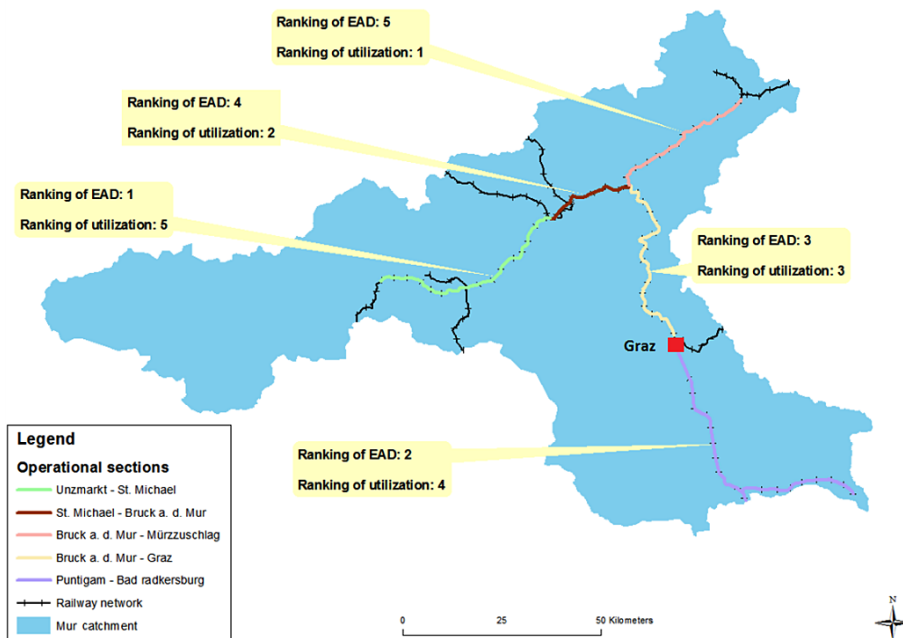 Ranking of EAD: 5
Ranking of utilization: 1
Ranking of EAD: 4
Ranking of utilization: 2
Ranking of EAD: 1
Ranking of utilization: 5
Ranking of EAD: 3
Ranking of utilization: 3
Graz
Ranking of EAD: 2
Ranking of utilization: 4
Legend
Operational sections
Unzmarkt - St. Michael
St. Michael - Bruck a. d. Mur
Bruck a. d. Mur - Mürzzuschlag
Bruck a. d. Mur - Graz
Puntigam - Bad radkersburg
Railway network
Mur catchment
0 25 50 Kilometers
N